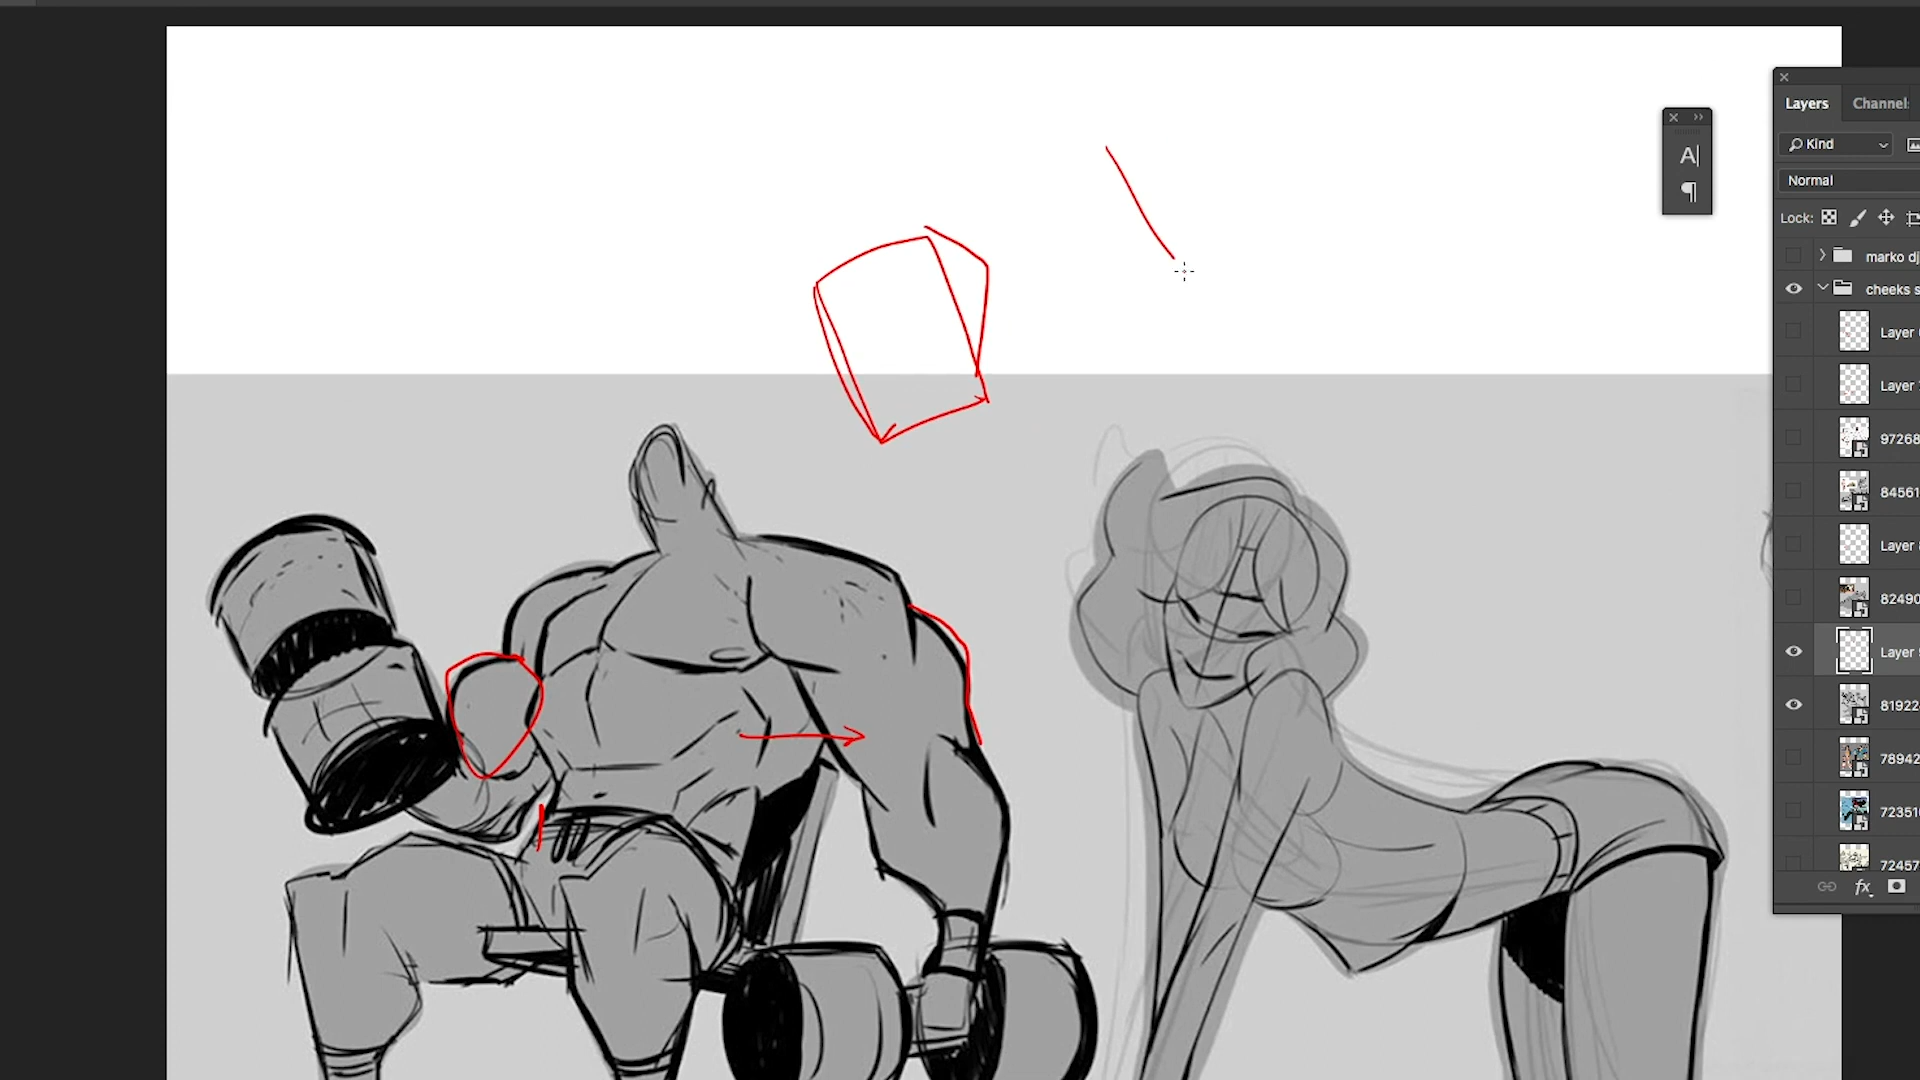 Layers Channel
Kind
Normal
Lock:
marko dj
cheeks s
Layer
Layer
97268
84561
Layer
82490
Layer
81922
78942
72351
72457
fx